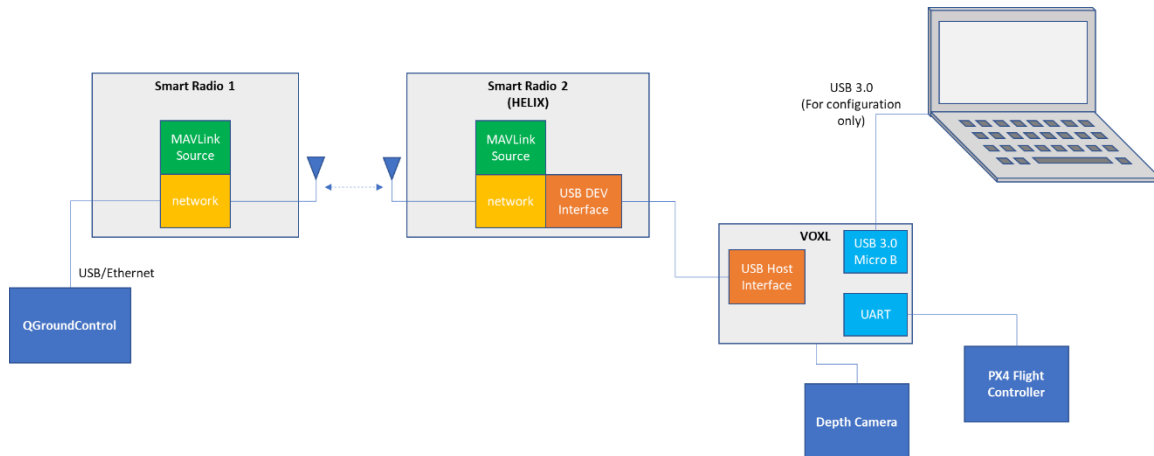 Smart Radio 1
MAVLink
Source
network
USB/Ethernet
QGroundControl
Smart Radio 2
(HELIX)
MAVLink
Source
network
USB DEV
Interface
USB 3.0
(For configuration
only)
VOXL
USB Host
Interface
USB 3.0
Micro B
UART
Depth Camera
PX4 Flight
Controller